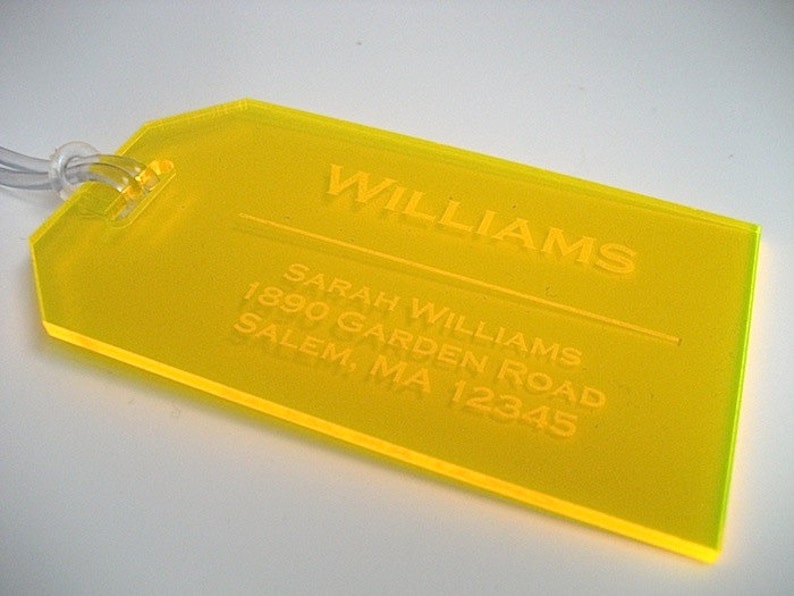 WILLIAMS
SARAH WILLIAMS
1890 GARDEN ROAD
SALEM, MA 12345